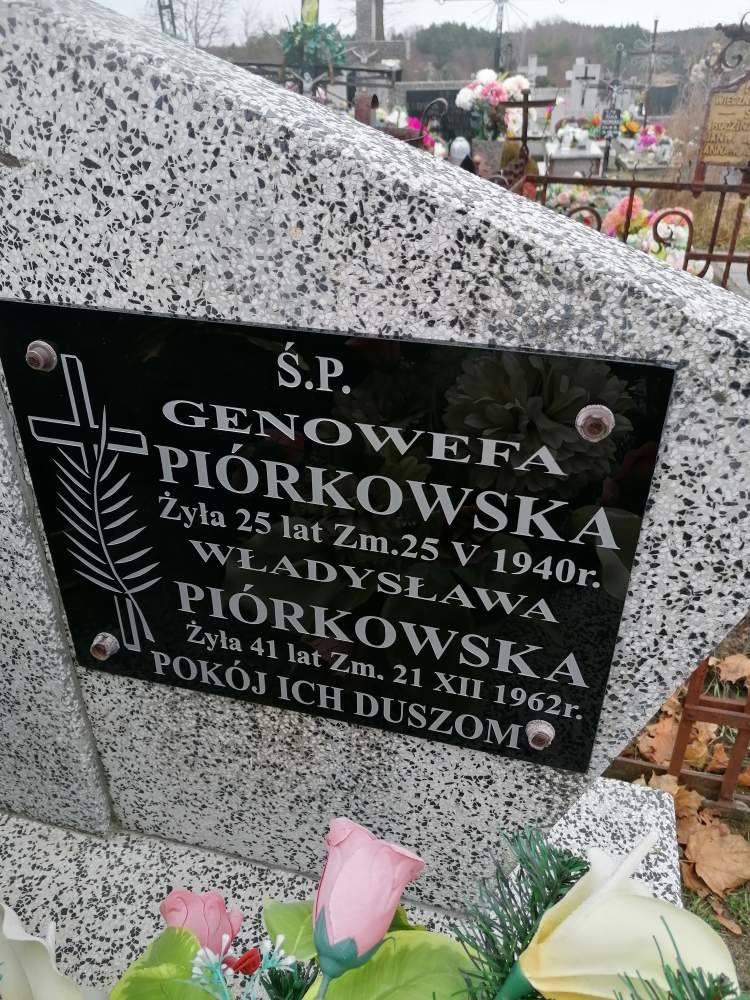 Ś.P.
GENOWEFA
PIÓRKOWSKA
Żyła 25 lat Zm.25 V 1940r.
WŁADYSŁAWA
PIÓRKOWSKA
Żyła 41 lat Zm. 21 XII 1962r.
POKÓJ ICH DUSZOM